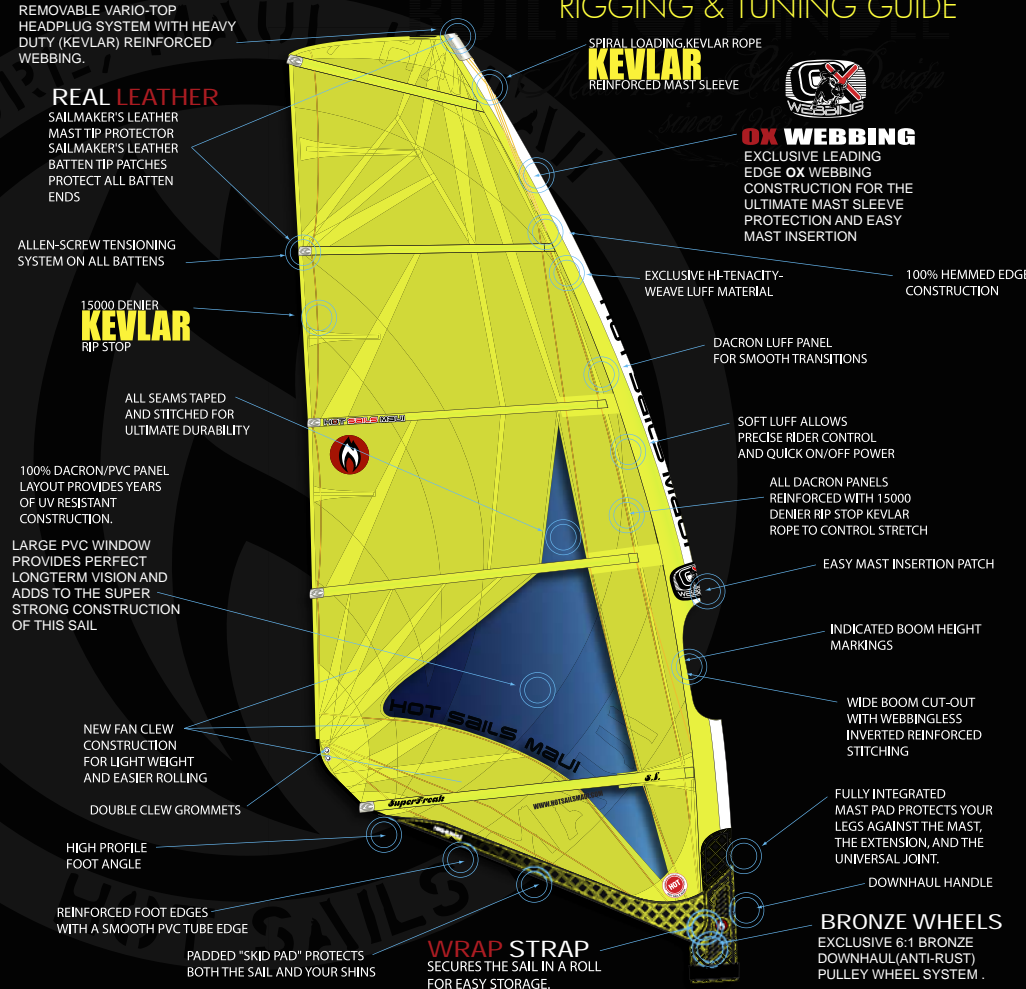 RIGGING & TUNING GUIDE
REMOVABLE VARIO-TOP
HEADPLUG SYSTEM WITH HEAVY
DUTY (KEVLAR) REINFORCED
WEBBING.
SPIRAL LOADING,KEVLAR ROPE
KEVLAR
REINFORCED MAST SLEEVE
REAL LEATHER
SAILMAKER'S LEATHER
MAST TIP PROTECTOR
SAILMAKER'S LEATHER
BATTEN TIP PATCHES
PROTECT ALL BATTEN
ENDS
WEBBING
OX WEBBING
EXCLUSIVE LEADING
EDGE OX WEBBING
CONSTRUCTION FOR THE
ULTIMATE MAST SLEEVE
PROTECTION AND EASY
MAST INSERTION
ALLEN-SCREW TENSIONING
SYSTEM ON ALL BATTENS
EXCLUSIVE HI-TENACITY-
WEAVE LUFF MATERIAL
100% HEMMED EDGE
CONSTRUCTION
15000 DENIER
KEVLAR
RIP STOP
DACRON LUFF PANEL
FOR SMOOTH TRANSITIONS
ALL SEAMS TAPED
AND STITCHED FOR
ULTIMATE DURABILITY
HOT SAILS MAUI
HOT SAILS MAUI
SOFT LUFF ALLOWS
PRECISE RIDER CONTROL
AND QUICK ON/OFF POWER
100% DACRON/PVC PANEL
LAYOUT PROVIDES YEARS
OF UV RESISTANT
CONSTRUCTION.
ALL DACRON PANELS
REINFORCED WITH 15000
DENIER RIP STOP KEVLAR
ROPE TO CONTROL STRETCH
LARGE PVC WINDOW
PROVIDES PERFECT
LONGTERM VISION AND
ADDS TO THE SUPER
STRONG CONSTRUCTION
OF THIS SAIL
EASY MAST INSERTION PATCH
INDICATED BOOM HEIGHT
MARKINGS
WIDE BOOM CUT-OUT
WITH WEBBINGLESS
INVERTED REINFORCED
STITCHING
HOT SAILS MAUI
NEW FAN CLEW
CONSTRUCTION
FOR LIGHT WEIGHT
AND EASIER ROLLING
DOUBLE CLEW GROMMETS
SuperFreak
S.F.
FULLY INTEGRATED
MAST PAD PROTECTS YOUR
LEGS AGAINST THE MAST,
THE EXTENSION, AND THE
UNIVERSAL JOINT.
HIGH PROFILE
FOOT ANGLE
HOT
DOWNHAUL HANDLE
REINFORCED FOOT EDGES
WITH A SMOOTH PVC TUBE EDGE
PADDED "SKID PAD" PROTECTS
BOTH THE SAIL AND YOUR SHINS
WRAP STRAP
SECURES THE SAIL IN A ROLL
FOR EASY STORAGE.
BRONZE WHEELS
EXCLUSIVE 6:1 BRONZE
DOWNHAUL(ANTI-RUST)
PULLEY WHEEL SYSTEM .
HOT SAILS